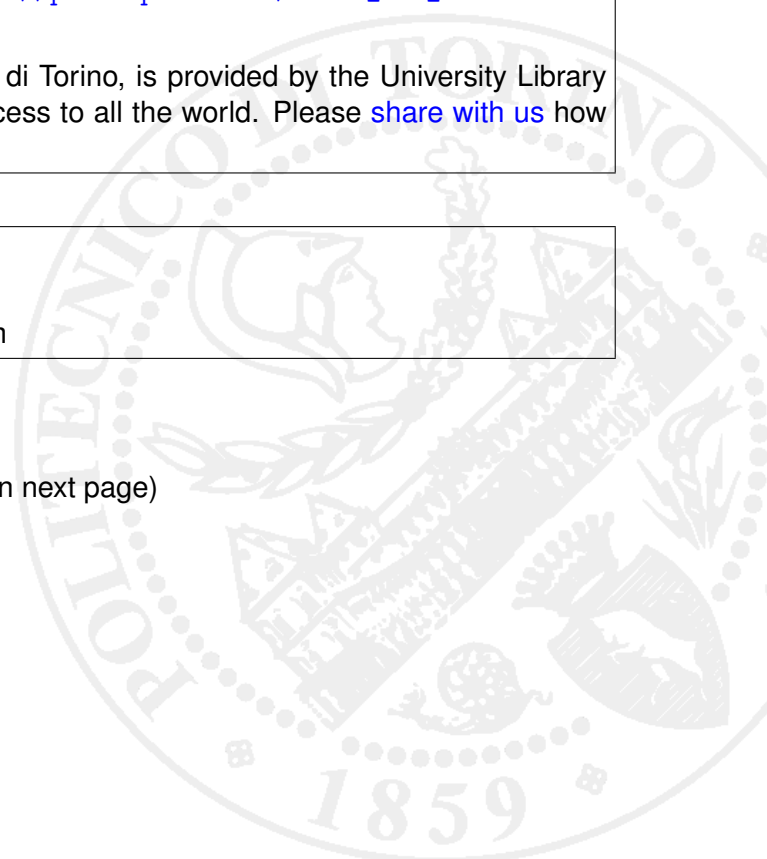 di Torino, is provided by the University Library
cess to all the world. Please share with us how
n next page)
POLITECNICO DI TORINO
1859